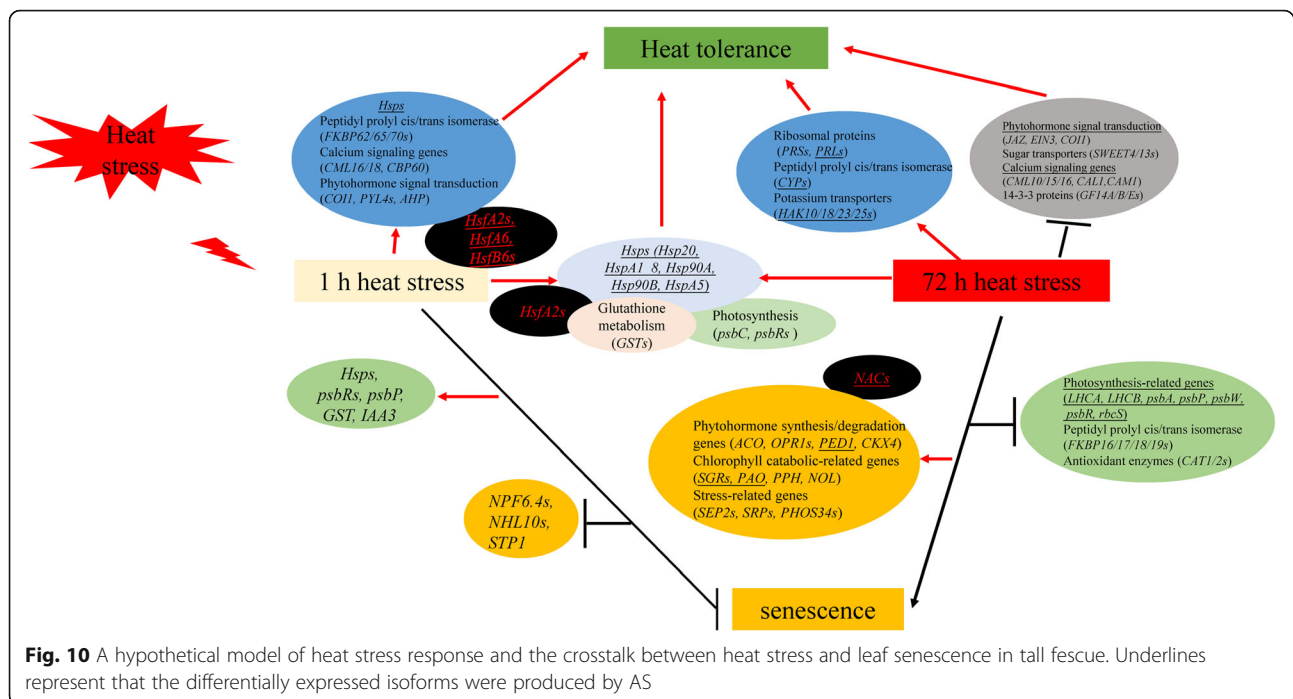 Heat tolerance
Heat
stress
Hsps
Peptidyl prolyl cis/trans isomerase
(FKBP62/65/70s)
Calcium signaling genes
(CML16/18, CBP60)
Phytohormone signal transduction
(COI1, PYL4s, AHP)
Ribosomal proteins
(PRSs, PRLs)
Peptidyl prolyl cis/trans isomerase
(CYPs)
Potassium transporters
(HAK10/18/23/25s)
Phytohormone signal transduction
(JAZ, EIN3, COI1)
Sugar transporters (SWEET4/13s)
Calcium signaling genes
(CML10/15/16, CAL1,CAM1)
14-3-3 proteins (GF14A/B/Es)
HsfA2s,
HsfA6,
HsfB6s
1 h heat stress
Hsps (Hsp20,
HspA1_8, Hsp90A,
Hsp90B, HspA5)
72 h heat stress
HsfA2s
Glutathione
metabolism
(GSTs)
Photosynthesis
(psbC, psbRs )
Hsps,
psbRs, psbP,
GST, IAA3
NACs
Phytohormone synthesis/degradation
genes (ACO, OPR1s, PED1, CKX4)
Chlorophyll catabolic-related genes
(SGRs, PAO, PPH, NOL)
Stress-related genes
(SEP2s, SRPs, PHOS34s)
Photosynthesis-related genes
(LHCA, LHCB, psbA, psbP, psbW,
psbR, rbcS)
Peptidyl prolyl cis/trans isomerase
(FKBP16/17/18/19s)
Antioxidant enzymes (CAT1/2s)
NPF6.4s,
NHL10s,
STP1
senescence
Fig. 10 A hypothetical model of heat stress response and the crosstalk between heat stress and leaf senescence in tall fescue. Underlines
represent that the differentially expressed isoforms were produced by AS